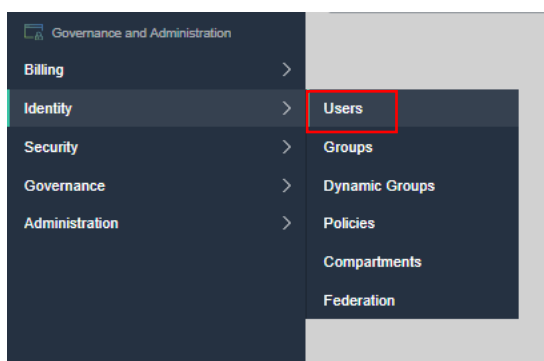 Governance and Administration
Billing
Identity
Security
Governance
Administration
Users
Groups
Dynamic Groups
Policies
Compartments
Federation